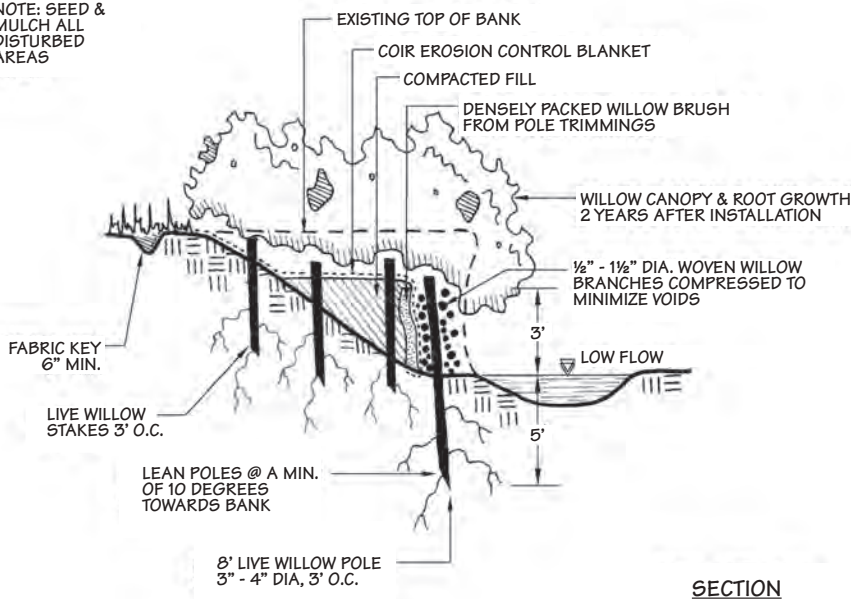 NOTE: SEED &
MULCH ALL
DISTURBED
AREAS
EXISTING TOP OF BANK
COIR EROSION CONTROL BLANKET
COMPACTED FILL
DENSELY PACKED WILLOW BRUSH
FROM POLE TRIMMINGS
WILLOW CANOPY & ROOT GROWTH
2 YEARS AFTER INSTALLATION
½" - 1½" DIA. WOVEN WILLOW
BRANCHES COMPRESSED TO
MINIMIZE VOIDS
3'
LOW FLOW
5'
FABRIC KEY
6" MIN.
LIVE WILLOW
STAKES 3' O.C.
LEAN POLES @ A MIN.
OF 10 DEGREES
TOWARDS BANK
8' LIVE WILLOW POLE
3" - 4" DIA, 3' O.C.
SECTION